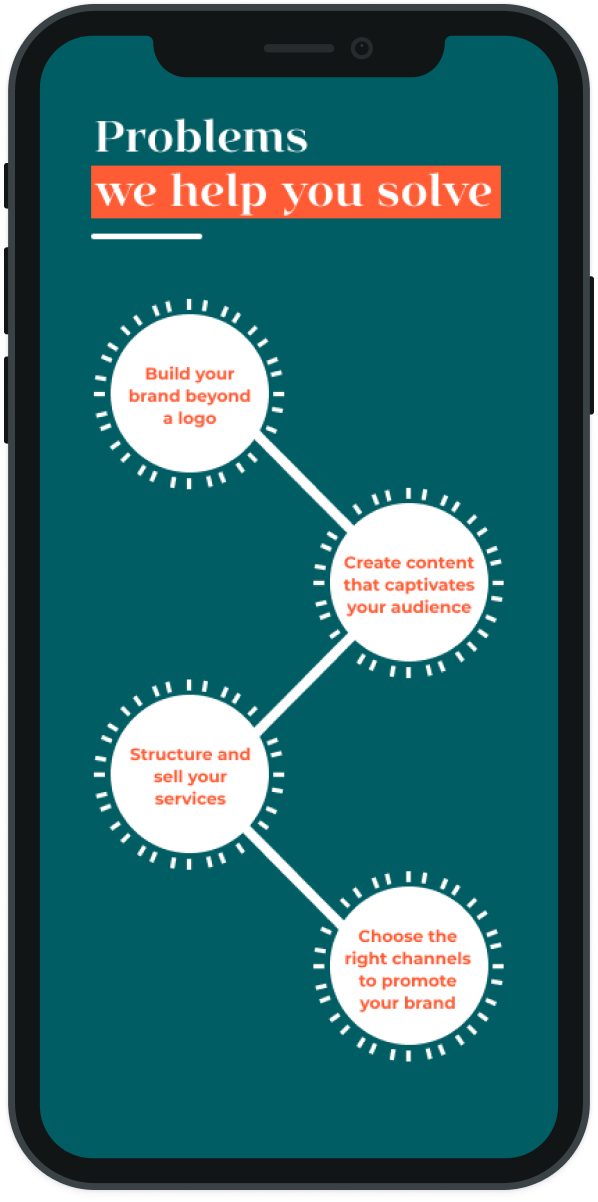 Problems
we help you solve
Build your
brand beyond
a logo
Create content
that captivates
your audience
Structure and
sell your
services
Choose the
right channels
to promote
your brand